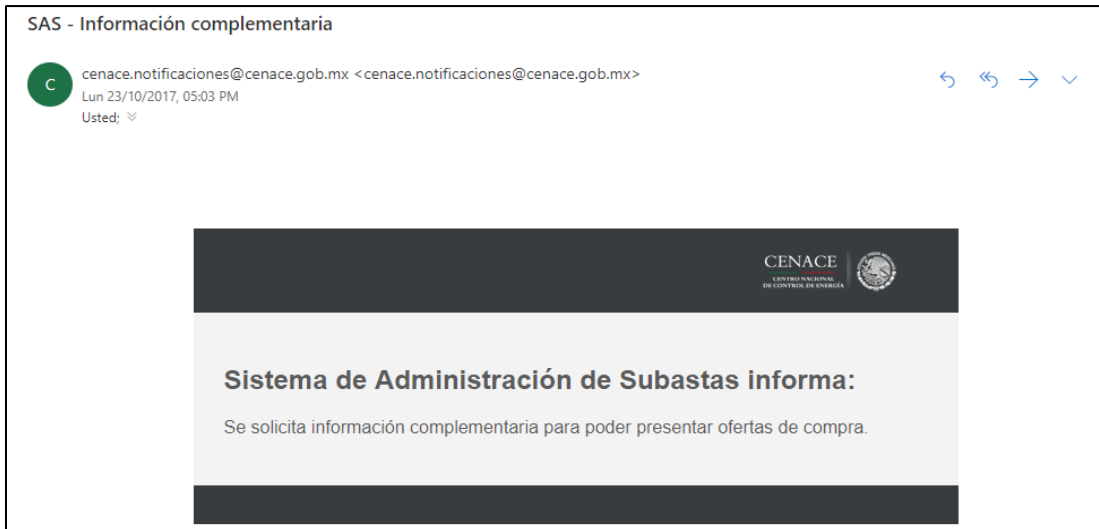 SAS - Información complementaria
C
cenace.notificaciones@cenace.gob.mx <cenace.notificaciones@cenace.gob.mx>
Lun 23/10/2017, 05:03 PM
Usted;
CENACE
CENTRO NACIONAL
DE CONTROL DE ENERGÍA
Sistema de Administración de Subastas informa:
Se solicita información complementaria para poder presentar ofertas de compra.